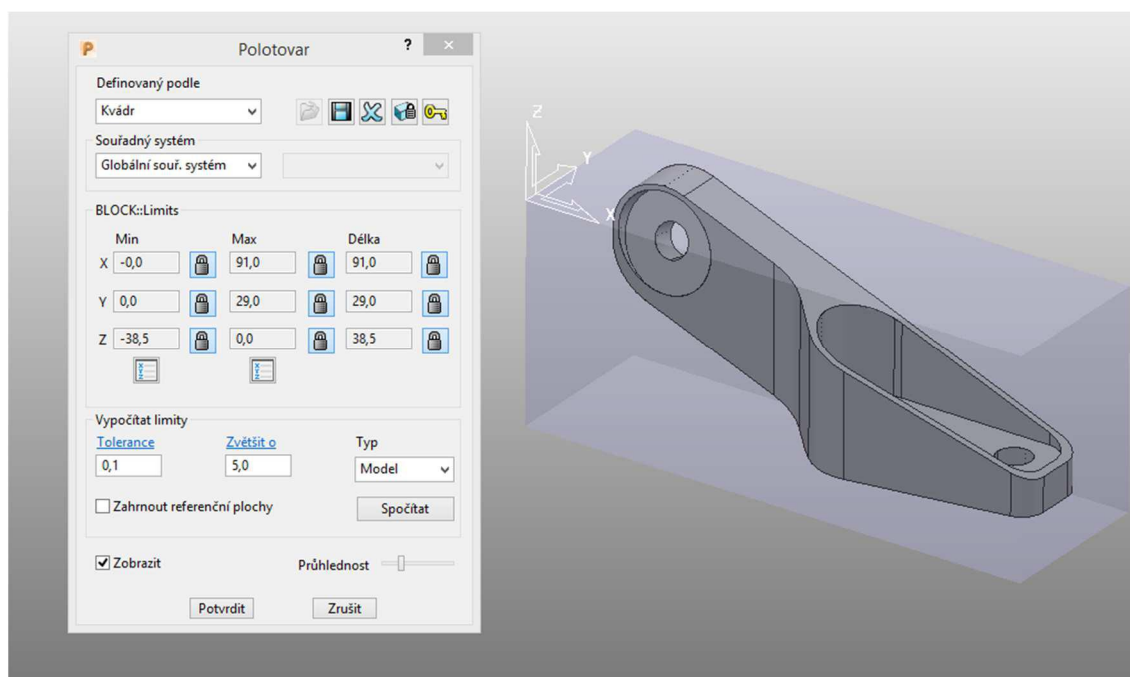 Polotovar
Definovaný podle
Kvádr
Souřadný systém
Globální souř. systém
BLOCK::Limits
Min Max Délka
X -0,0 91,0 91,0
Y 0,0 29,0 29,0
Z -38,5 0,0 38,5
Vypočítat limity
Tolerance Zvětšit o Typ
0,1 5,0 Model
Zahrnout referenční plochy Spočítat
Zobrazit Průhlednost
Potvrdit Zrušit
Z
Y
X